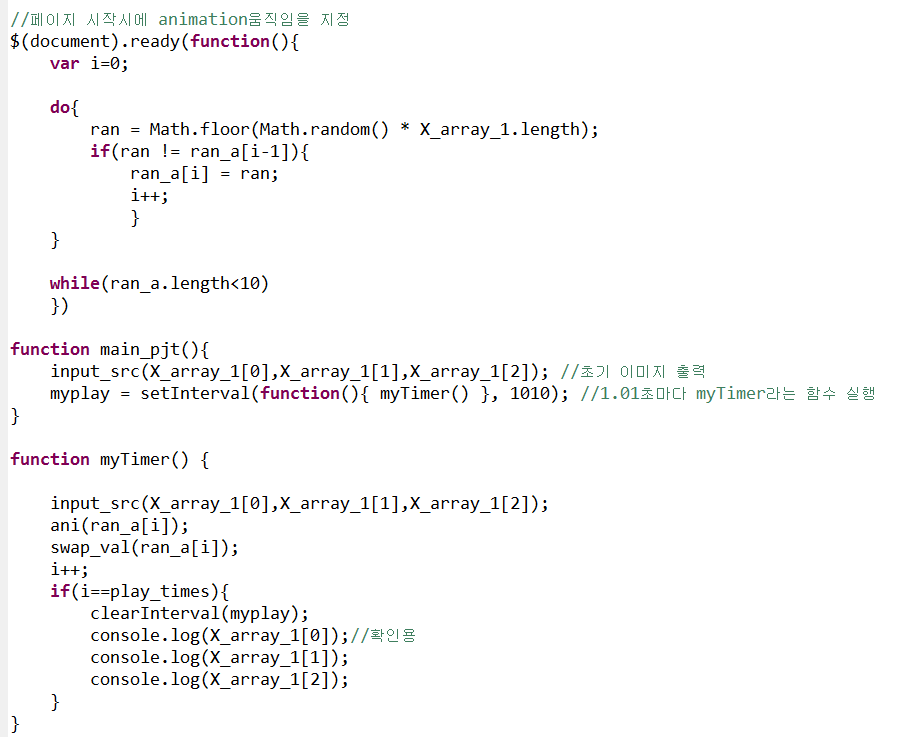 //페이지 시작시에 animation움직임을 지정
$(document).ready(function(){
    var i=0;

    do{
        ran = Math.floor(Math.random() * X_array_1.length);
        if(ran != ran_a[i-1]){
            ran_a[i] = ran;
            i++;
            }
    }

    while(ran_a.length<10)
    })

function main_pjt(){
    input_src(X_array_1[0],X_array_1[1],X_array_1[2]); //초기 이미지 출력
    myplay = setInterval(function(){ myTimer() }, 1010); //1.01초마다 myTimer라는 함수 실행
}

function myTimer() {

    input_src(X_array_1[0],X_array_1[1],X_array_1[2]);
    ani(ran_a[i]);
    swap_val(ran_a[i]);
    i++;
    if(i==play_times){
        clearInterval(myplay);
        console.log(X_array_1[0]);//확인용
        console.log(X_array_1[1]);
        console.log(X_array_1[2]);
    }
}